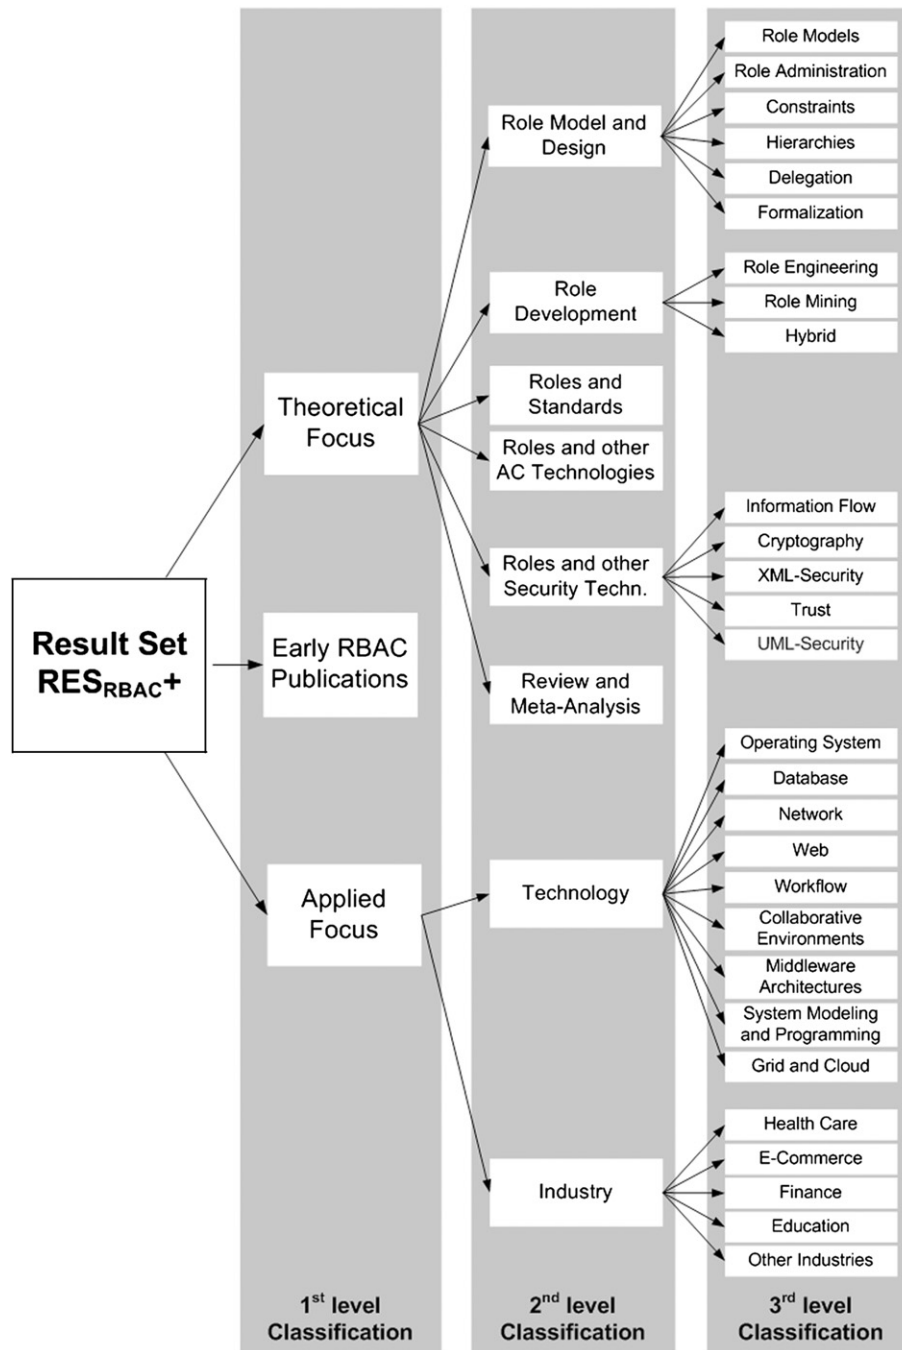 Result Set
RES_RBAC+
Theoretical
Focus
Early RBAC
Publications
Applied
Focus
1st level
Classification
Role Model and
Design
Role
Development
Roles and
Standards
Roles and other
AC Technologies
Roles and other
Security Techn.
Review and
Meta-Analysis
Technology
Industry
2nd level
Classification
Role Models
Role Administration
Constraints
Hierarchies
Delegation
Formalization
Role Engineering
Role Mining
Hybrid
Information Flow
Cryptography
XML-Security
Trust
UML-Security
Operating System
Database
Network
Web
Workflow
Collaborative
Environments
Middleware
Architectures
System Modeling
and Programming
Grid and Cloud
Health Care
E-Commerce
Finance
Education
Other Industries
3rd level
Classification